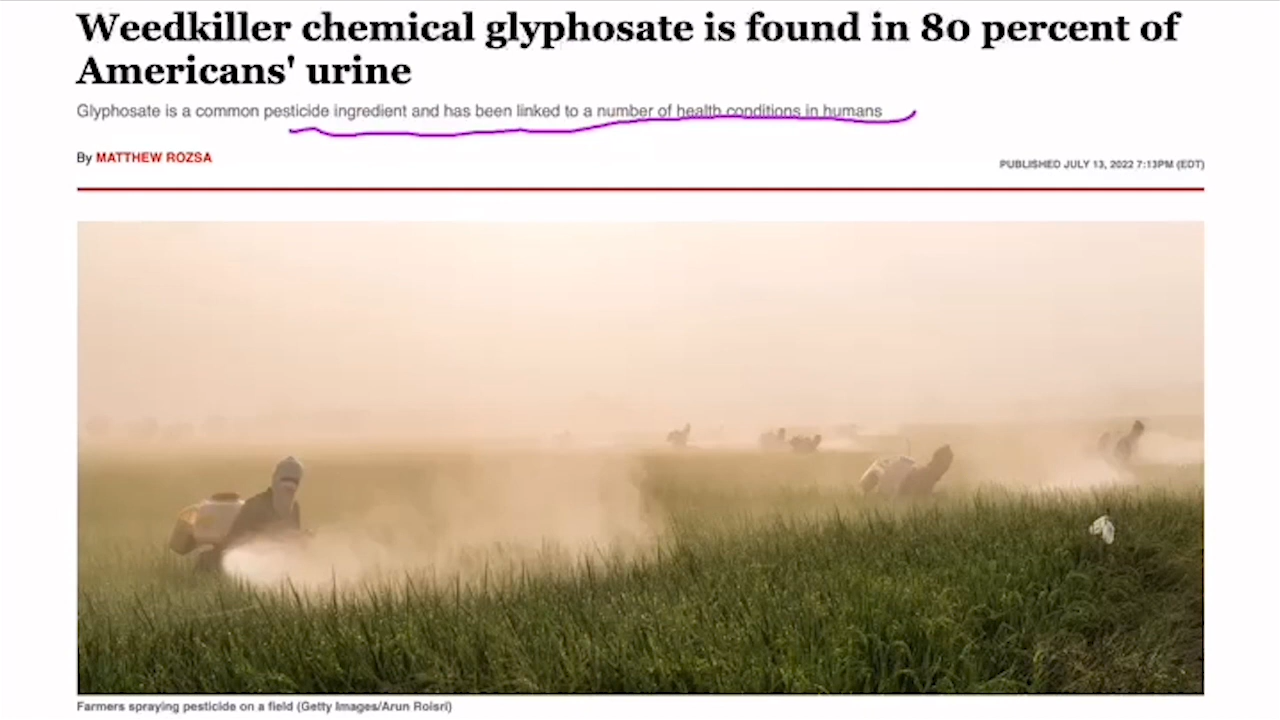 Weedkiller chemical glyphosate is found in 80 percent of
Americans' urine
Glyphosate is a common pesticide ingredient and has been linked to a number of health conditions in humans
By MATTHEW ROZSA
PUBLISHED JULY 13, 2022 7:13PM (EDT)
Farmers spraying pesticide on a field (Getty Images/Arun Roisri)